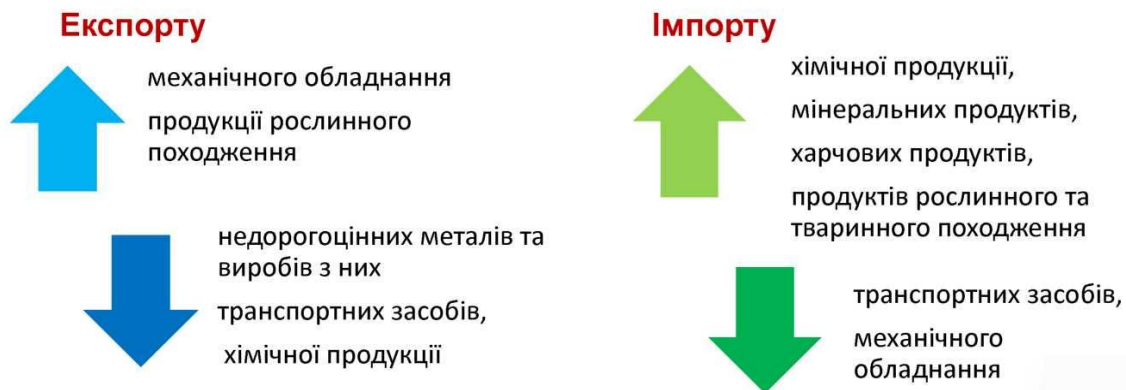 Експорту
механічного обладнання
продукції рослинного
походження
недорогоцінних металів та
виробів з них
транспортних засобів,
хімічної продукції
Імпорту
хімічної продукції,
мінеральних продуктів,
харчових продуктів,
продуктів рослинного та
тваринного походження
транспортних засобів,
механічного
обладнання